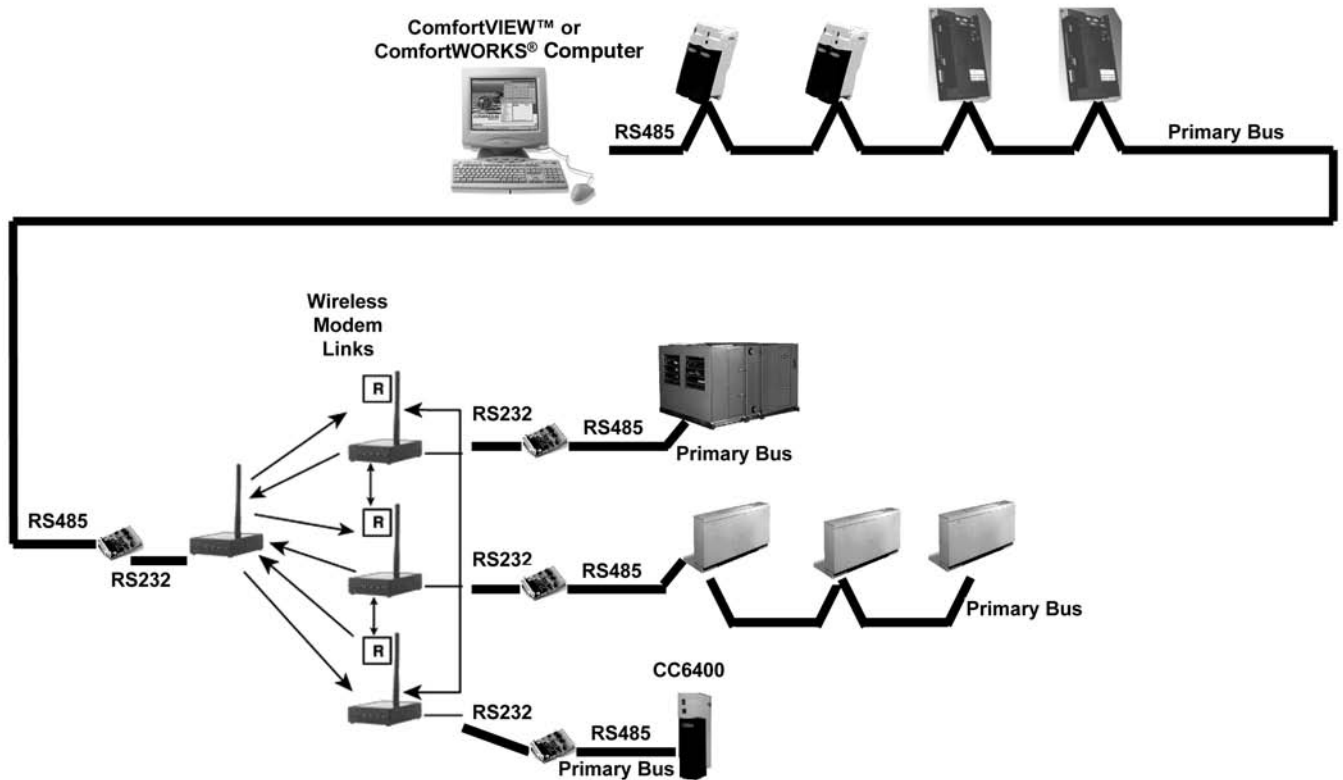 ComfortVIEW™ or
ComfortWORKS® Computer
RS485
Primary Bus
Wireless
Modem
Links
R
RS232
RS485
Primary Bus
R
RS485
RS232
RS232
RS485
Primary Bus
R
CC6400
RS232
RS485
Primary Bus